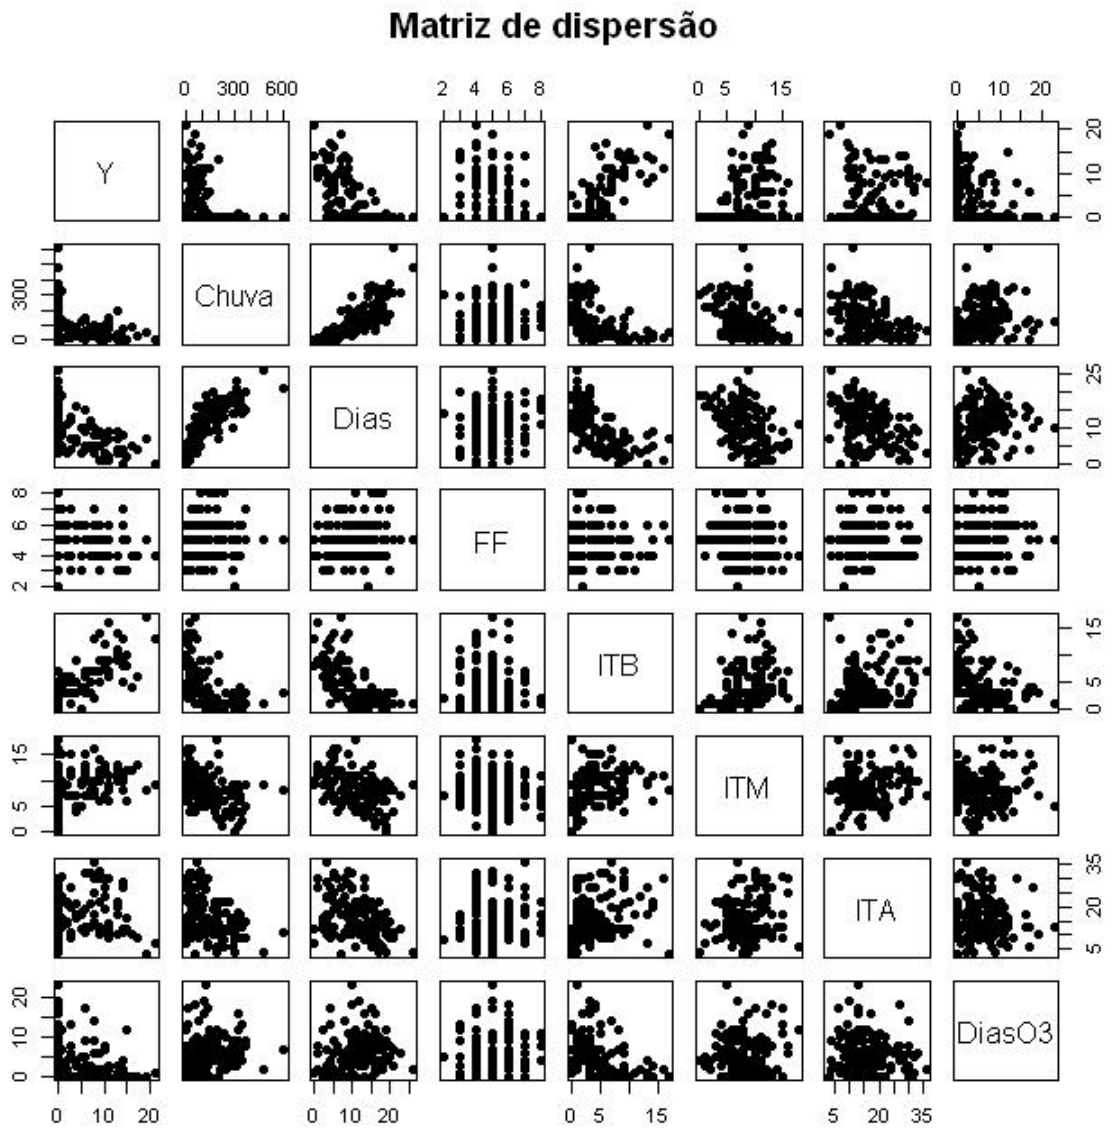 Matriz de dispersão
0 300 600 2 4 6 8 0 5 15 0 10 20
Y 0 10 20
0 300 Chuva
Dias 0 10 25
2 4 6 8 FF
ITB 0 5 15
0 5 15 ITM
ITA 5 20 35
0 10 20 DiasO3
0 10 20 0 10 20 0 5 15 5 20 35